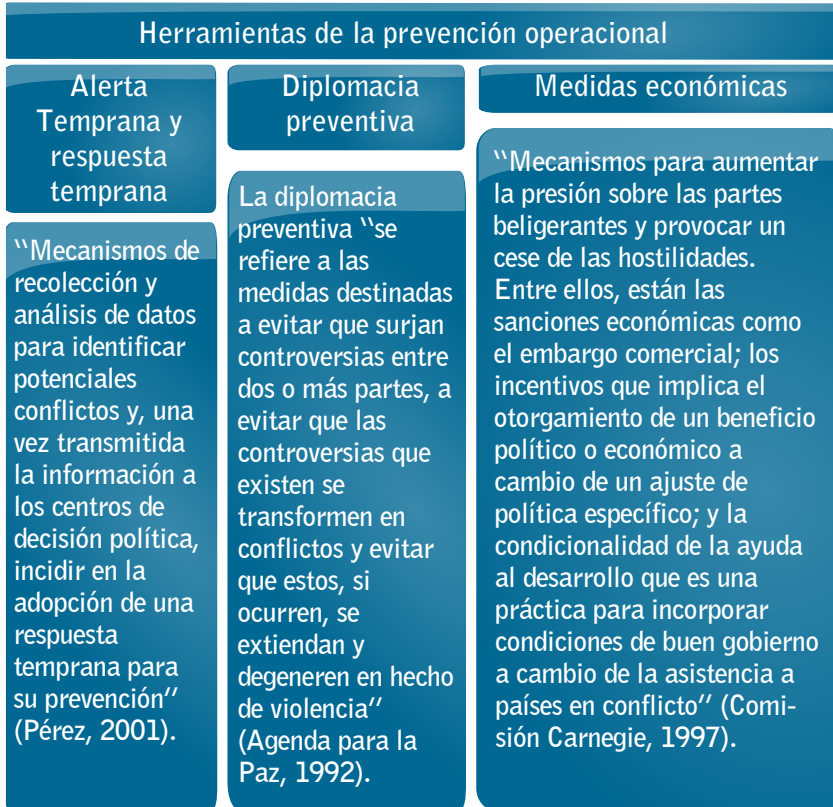 Herramientas de la prevención operacional
Alerta
Temprana y
respuesta
temprana
‘‘Mecanismos de
recolección y
análisis de datos
para identificar
potenciales
conflictos y, una
vez transmitida
la información a
los centros de
decisión política,
incidir en la
adopción de una
respuesta
temprana para
su prevención’’
(Pérez, 2001).
Diplomacia
preventiva
La diplomacia
preventiva ‘‘se
refiere a las
medidas destinadas
a evitar que surjan
controversias entre
dos o más partes, a
evitar que las
controversias que
existen se
transformen en
conflictos y evitar
que estos, si
ocurren, se
extiendan y
degeneren en hecho
de violencia’’
(Agenda para la
Paz, 1992).
Medidas económicas
‘‘Mecanismos para aumentar
la presión sobre las partes
beligerantes y provocar un
cese de las hostilidades.
Entre ellos, están las
sanciones económicas como
el embargo comercial; los
incentivos que implica el
otorgamiento de un beneficio
político o económico a
cambio de un ajuste de
política específico; y la
condicionalidad de la ayuda
al desarrollo que es una
práctica para incorporar
condiciones de buen gobierno
a cambio de la asistencia a
países en conflicto’’ (Comi-
sión Carnegie, 1997).